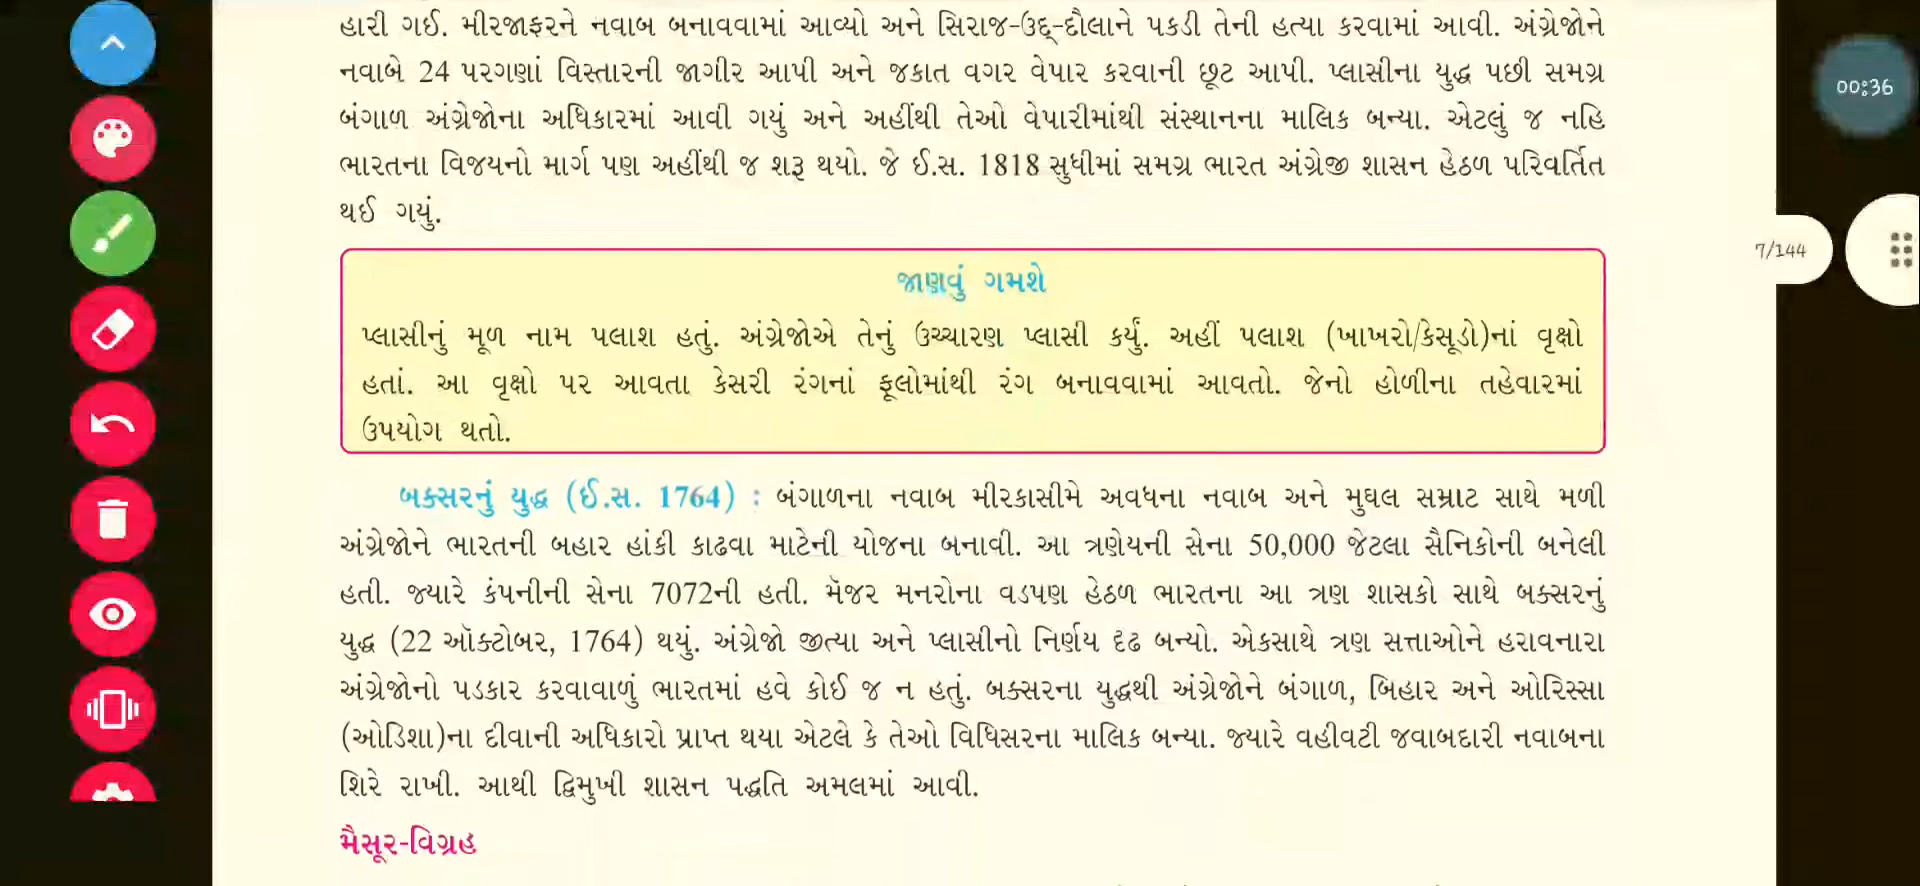 હારી ગઈ. મીરજાફરને નવાબ બનાવવામાં આવ્યો અને સિરાજ-ઉદ્-દૌલાને પકડી તેની હત્યા કરવામાં આવી. અંગ્રેજોને
00:36
નવાબે 24 પરગણાં વિસ્તારની જાગીર આપી અને જકાત વગર વેપાર કરવાની છૂટ આપી. પ્લાસીના યુદ્ધ પછી સમગ્ર
બંગાળ અંગ્રેજોના અધિકારમાં આવી ગયું અને અહીંથી તેઓ વેપારીમાંથી સંસ્થાનના માલિક બન્યા. એટલું જ નહિ
ભારતના વિજયનો માર્ગ પણ અહીંથી જ શરૂ થયો. જે ઈ.સ. 1818 સુધીમાં સમગ્ર ભારત અંગ્રેજી શાસન હેઠળ પરિવર્તિત
થઈ ગયું.
7/144
જાણવું ગમશે
પ્લાસીનું મૂળ નામ પલાશ હતું. અંગ્રેજોએ તેનું ઉચ્ચારણ પ્લાસી કર્યું. અહીં પલાશ (ખાખરો/કેસૂડો)નાં વૃક્ષો
હતાં. આ વૃક્ષો પર આવતા કેસરી રંગનાં ફૂલોમાંથી રંગ બનાવવામાં આવતો. જેનો હોળીના તહેવારમાં
ઉપયોગ થતો.
બક્સરનું યુદ્ધ (ઈ.સ. 1764) : બંગાળના નવાબ મીરકાસીમે અવધના નવાબ અને મુઘલ સમ્રાટ સાથે મળી
અંગ્રેજોને ભારતની બહાર હાંકી કાઢવા માટેની યોજના બનાવી. આ ત્રણેયની સેના 50,000 જેટલા સૈનિકોની બનેલી
હતી. જ્યારે કંપનીની સેના 7072ની હતી. મૅજર મનરોના વડપણ હેઠળ ભારતના આ ત્રણ શાસકો સાથે બક્સરનું
યુદ્ધ (22 ઑક્ટોબર, 1764) થયું. અંગ્રેજો જીત્યા અને પ્લાસીનો નિર્ણય દૃઢ બન્યો. એકસાથે ત્રણ સત્તાઓને હરાવનારા
અંગ્રેજોનો પડકાર કરવાવાળું ભારતમાં હવે કોઈ જ ન હતું. બક્સરના યુદ્ધથી અંગ્રેજોને બંગાળ, બિહાર અને ઓરિસ્સા
(ઓડિશા)ના દીવાની અધિકારો પ્રાપ્ત થયા એટલે કે તેઓ વિધિસરના માલિક બન્યા. જ્યારે વહીવટી જવાબદારી નવાબના
શિરે રાખી. આથી દ્વિમુખી શાસન પદ્ધતિ અમલમાં આવી.
મૈસૂર-વિગ્રહ